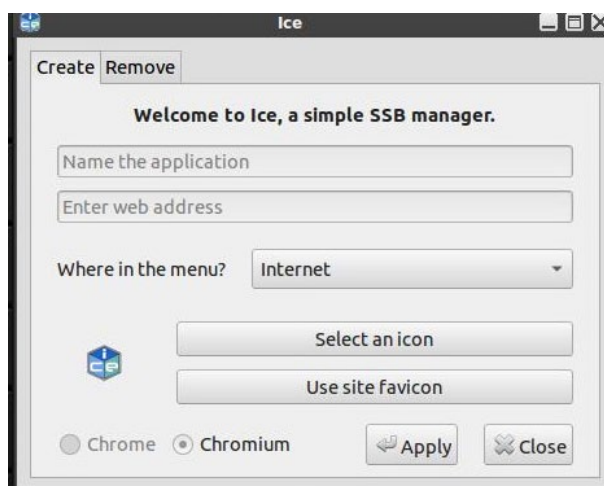 Ice
Create Remove
Welcome to Ice, a simple SSB manager.
Name the application
Enter web address
Where in the menu? Internet
Select an icon
Use site favicon
Chrome Chromium Apply Close